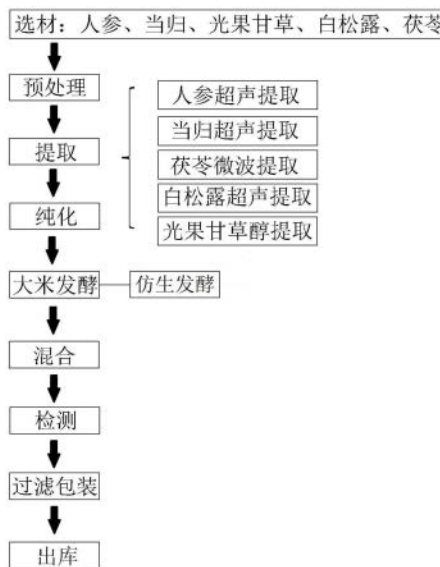 选材：人参、当归、光果甘草、白松露、茯苓
预处理
人参超声提取
当归超声提取
提取
茯苓微波提取
白松露超声提取
纯化
光果甘草醇提取
大米发酵
仿生发酵
混合
检测
过滤包装
出库